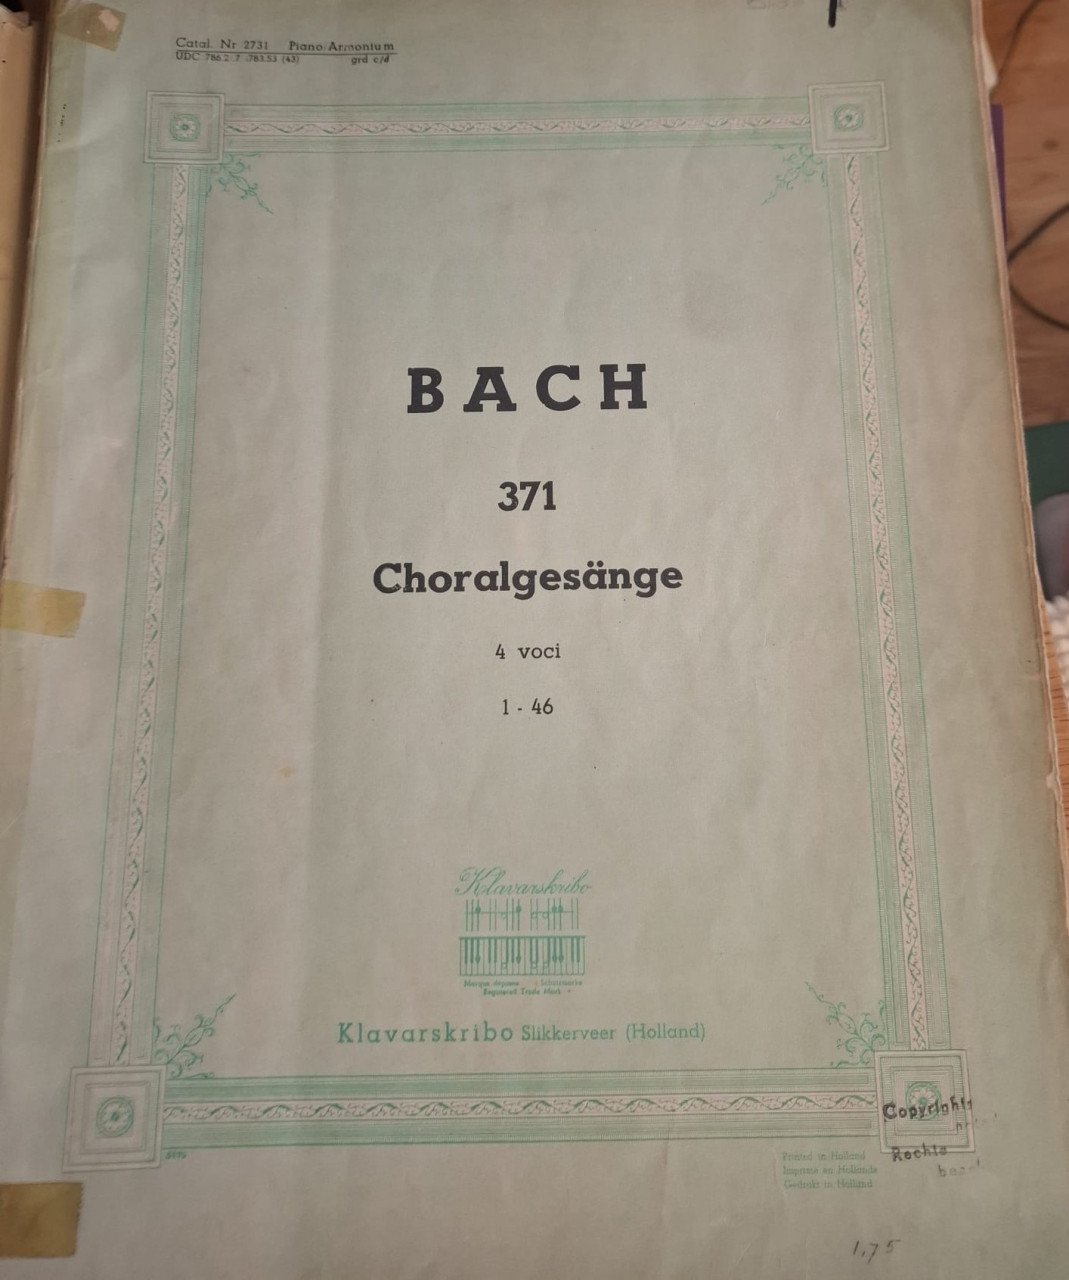 Catal. Nr 2731 Piano/Armonium
UDC 786.2:7 :783.53 (43) grd c/d
BACH
371
Choralgesänge
4 voci
1 - 46
Klavarskribo
Marque déposée Schutzmarke
Registered Trade Mark
Klavarskribo Slikkerveer (Holland)
Copyrights
Rechte
Printed in Holland
Imprimé en Hollande
Gedrukt in Holland
1,75